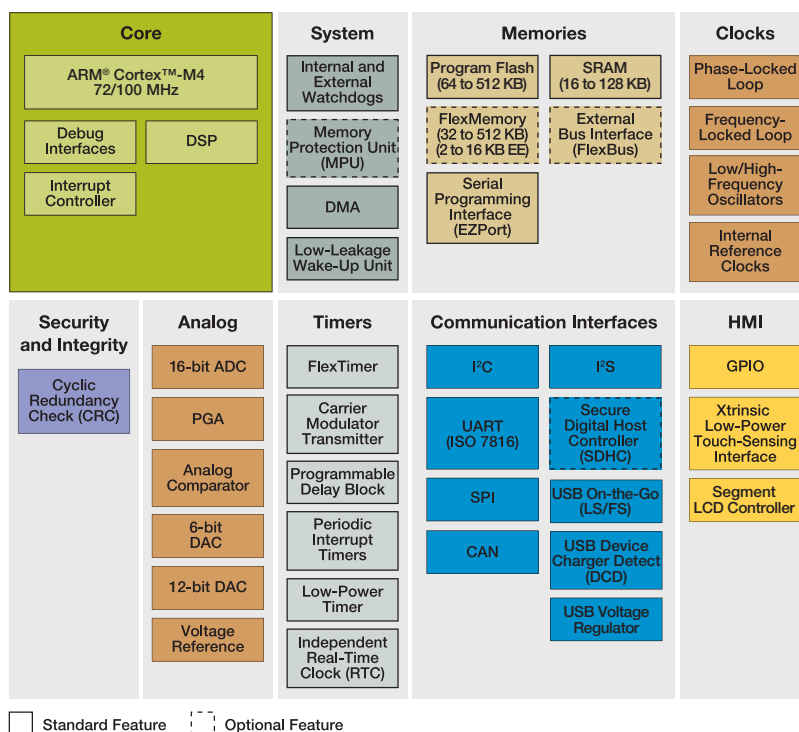 Core
ARM® Cortex™-M4
72/100 MHz
Debug
Interfaces
DSP
Interrupt
Controller
System
Internal and
External
Watchdogs
Memory
Protection Unit
(MPU)
DMA
Low-Leakage
Wake-Up Unit
Memories
Program Flash
(64 to 512 KB)
SRAM
(16 to 128 KB)
FlexMemory
(32 to 512 KB)
(2 to 16 KB EE)
External
Bus Interface
(FlexBus)
Serial
Programming
Interface
(EZPort)
Clocks
Phase-Locked
Loop
Frequency-
Locked Loop
Low/High-
Frequency
Oscillators
Internal
Reference
Clocks
Security
and Integrity
Cyclic
Redundancy
Check (CRC)
Analog
16-bit ADC
PGA
Analog
Comparator
6-bit
DAC
12-bit DAC
Voltage
Reference
Timers
FlexTimer
Carrier
Modulator
Transmitter
Programmable
Delay Block
Periodic
Interrupt
Timers
Low-Power
Timer
Independent
Real-Time
Clock (RTC)
Communication Interfaces
I²C
I²S
UART
(ISO 7816)
Secure
Digital Host
Controller
(SDHC)
SPI
USB On-the-Go
(LS/FS)
CAN
USB Device
Charger Detect
(DCD)
USB Voltage
Regulator
HMI
GPIO
Xtrinsic
Low-Power
Touch-Sensing
Interface
Segment
LCD Controller
Standard Feature
Optional Feature